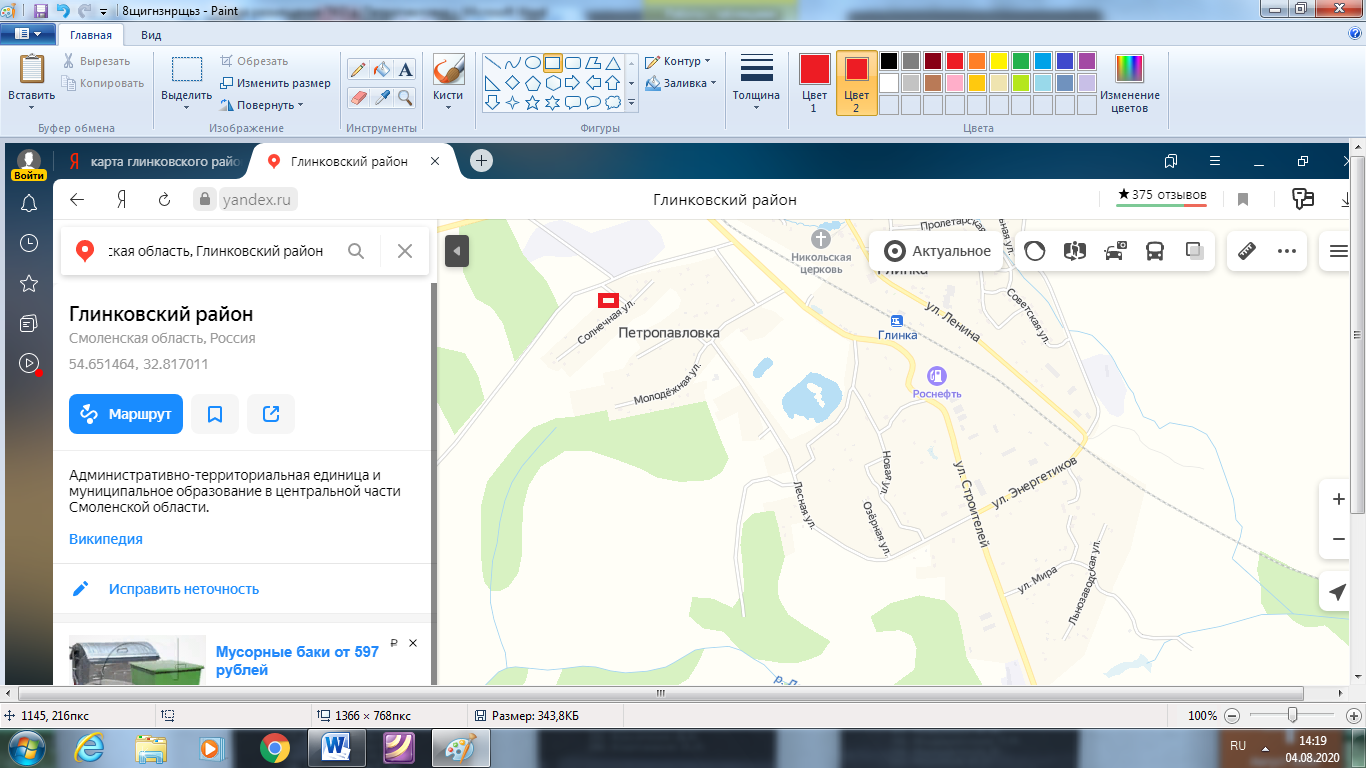 8щигнзнрщьз - Paint
Главная
Вид
Вставить
Вырезать
Копировать
Буфер обмена
Выделить
Обрезать
Изменить размер
Повернуть
Изображение
A
Инструменты
Кисти
Контур
Заливка
Фигуры
Толщина
Цвет 1
Цвет 2
Изменение цветов
Цвета
Войти
Я карта глинковского райо
Глинковский район
Я
yandex.ru
Глинковский район
375 отзывов
ская область, Глинковский район
Глинковский район
Смоленская область, Россия
54.651464, 32.817011
Маршрут
Административно-территориальная единица и
муниципальное образование в центральной части
Смоленской области.
Википедия
Исправить неточность
Мусорные баки от 597
рублей
₽
Актуальное
Пролетарская
Никольская
церковь
Глинка
Советская ул.
ул. Ленина
Солнечная ул.
Петропавловка
Глинка
Молодёжная ул.
Роснефть
Новая ул.
Лесная ул.
Озёрная ул.
ул. Строителей
ул. Энергетиков
ул. Мира
Льнозаводская ул.
1145, 216пкс
1366 × 768пкс
Размер: 343,8КБ
100%
RU
14:19
04.08.2020